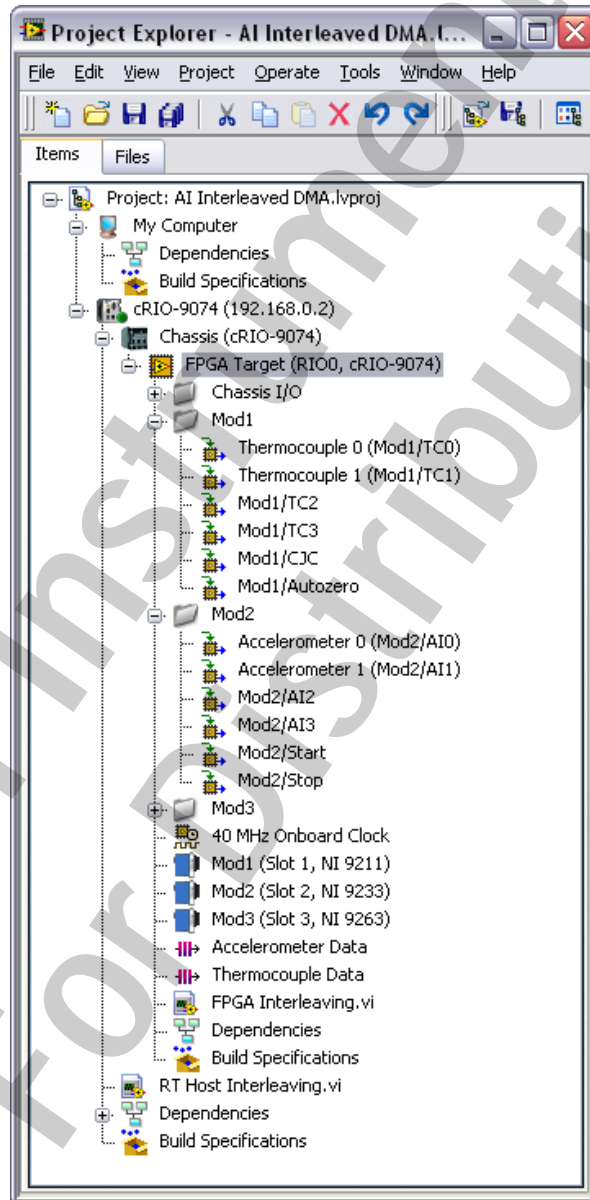 Project Explorer - AI Interleaved DMA.l...
File Edit View Project Operate Tools Window Help
Items Files
Project: AI Interleaved DMA.lvproj
My Computer
Dependencies
Build Specifications
cRIO-9074 (192.168.0.2)
Chassis (cRIO-9074)
FPGA Target (RIO0, cRIO-9074)
Chassis I/O
Mod1
Thermocouple 0 (Mod1/TC0)
Thermocouple 1 (Mod1/TC1)
Mod1/TC2
Mod1/TC3
Mod1/CJC
Mod1/Autozero
Mod2
Accelerometer 0 (Mod2/AI0)
Accelerometer 1 (Mod2/AI1)
Mod2/AI2
Mod2/AI3
Mod2/Start
Mod2/Stop
Mod3
40 MHz Onboard Clock
Mod1 (Slot 1, NI 9211)
Mod2 (Slot 2, NI 9233)
Mod3 (Slot 3, NI 9263)
Accelerometer Data
Thermocouple Data
FPGA Interleaving.vi
Dependencies
Build Specifications
RT Host Interleaving.vi
Dependencies
Build Specifications